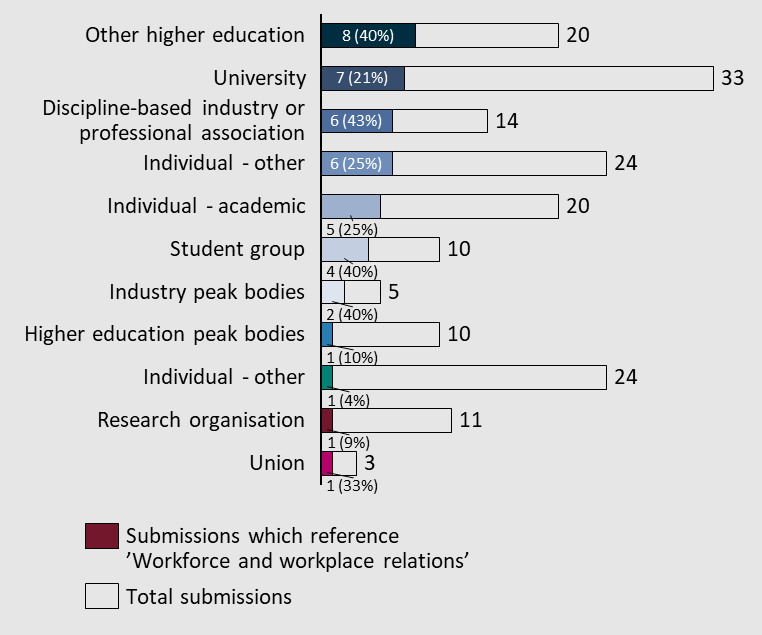 Other higher education 8 (40%) 20
University 7 (21%) 33
Discipline-based industry or
professional association 6 (43%) 14
Individual - other 6 (25%) 24
Individual - academic 20
5 (25%)
Student group 10
4 (40%)
Industry peak bodies 5
2 (40%)
Higher education peak bodies 10
1 (10%)
Individual - other 24
1 (4%)
Research organisation 11
1 (9%)
Union 3
1 (33%)
Submissions which reference
’Workforce and workplace relations’
Total submissions